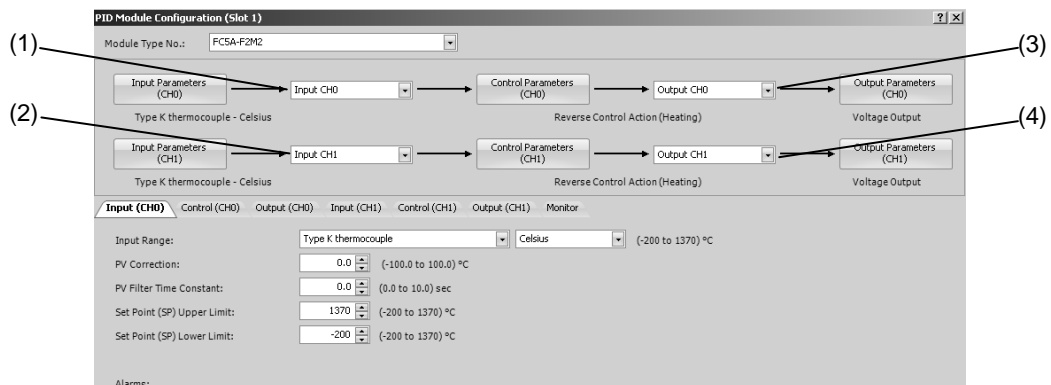 PID Module Configuration (Slot 1)
(1)
(3)
Module Type No.: FC5A-F2M2
Input Parameters (CH0) Input CH0 Control Parameters (CH0) Output CH0 Output Parameters (CH0)
(2)
(4)
Type K thermocouple - Celsius Reverse Control Action (Heating) Voltage Output
Input Parameters (CH1) Input CH1 Control Parameters (CH1) Output CH1 Output Parameters (CH1)
Type K thermocouple - Celsius Reverse Control Action (Heating) Voltage Output
Input (CH0) Control (CH0) Output (CH0) Input (CH1) Control (CH1) Output (CH1) Monitor
Input Range: Type K thermocouple Celsius (-200 to 1370) °C
PV Correction: 0.0 (-100.0 to 100.0) °C
PV Filter Time Constant: 0.0 (0.0 to 10.0) sec
Set Point (SP) Upper Limit: 1370 (-200 to 1370) °C
Set Point (SP) Lower Limit: -200 (-200 to 1370) °C
Alarms: